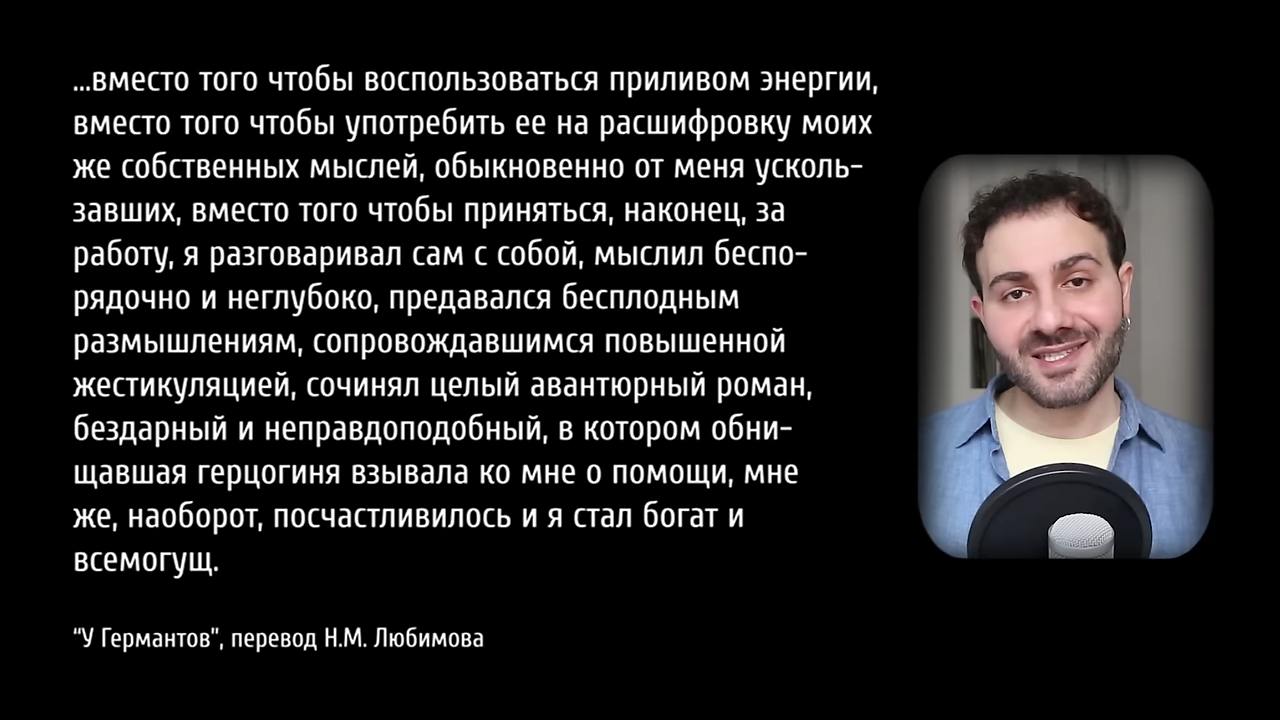 ...вместо того чтобы воспользоваться приливом энергии,
вместо того чтобы употребить ее на расшифровку моих
же собственных мыслей, обыкновенно от меня усколь-
завших, вместо того чтобы приняться, наконец, за
работу, я разговаривал сам с собой, мыслил беспо-
рядочно и неглубоко, предавался бесплодным
размышлениям, сопровождавшимся повышенной
жестикуляцией, сочинял целый авантюрный роман,
бездарный и неправдоподобный, в котором обни-
щавшая герцогиня взывала ко мне о помощи, мне
же, наоборот, посчастливилось и я стал богат и
всемогущ.
“У Германтов”, перевод Н.М. Любимова